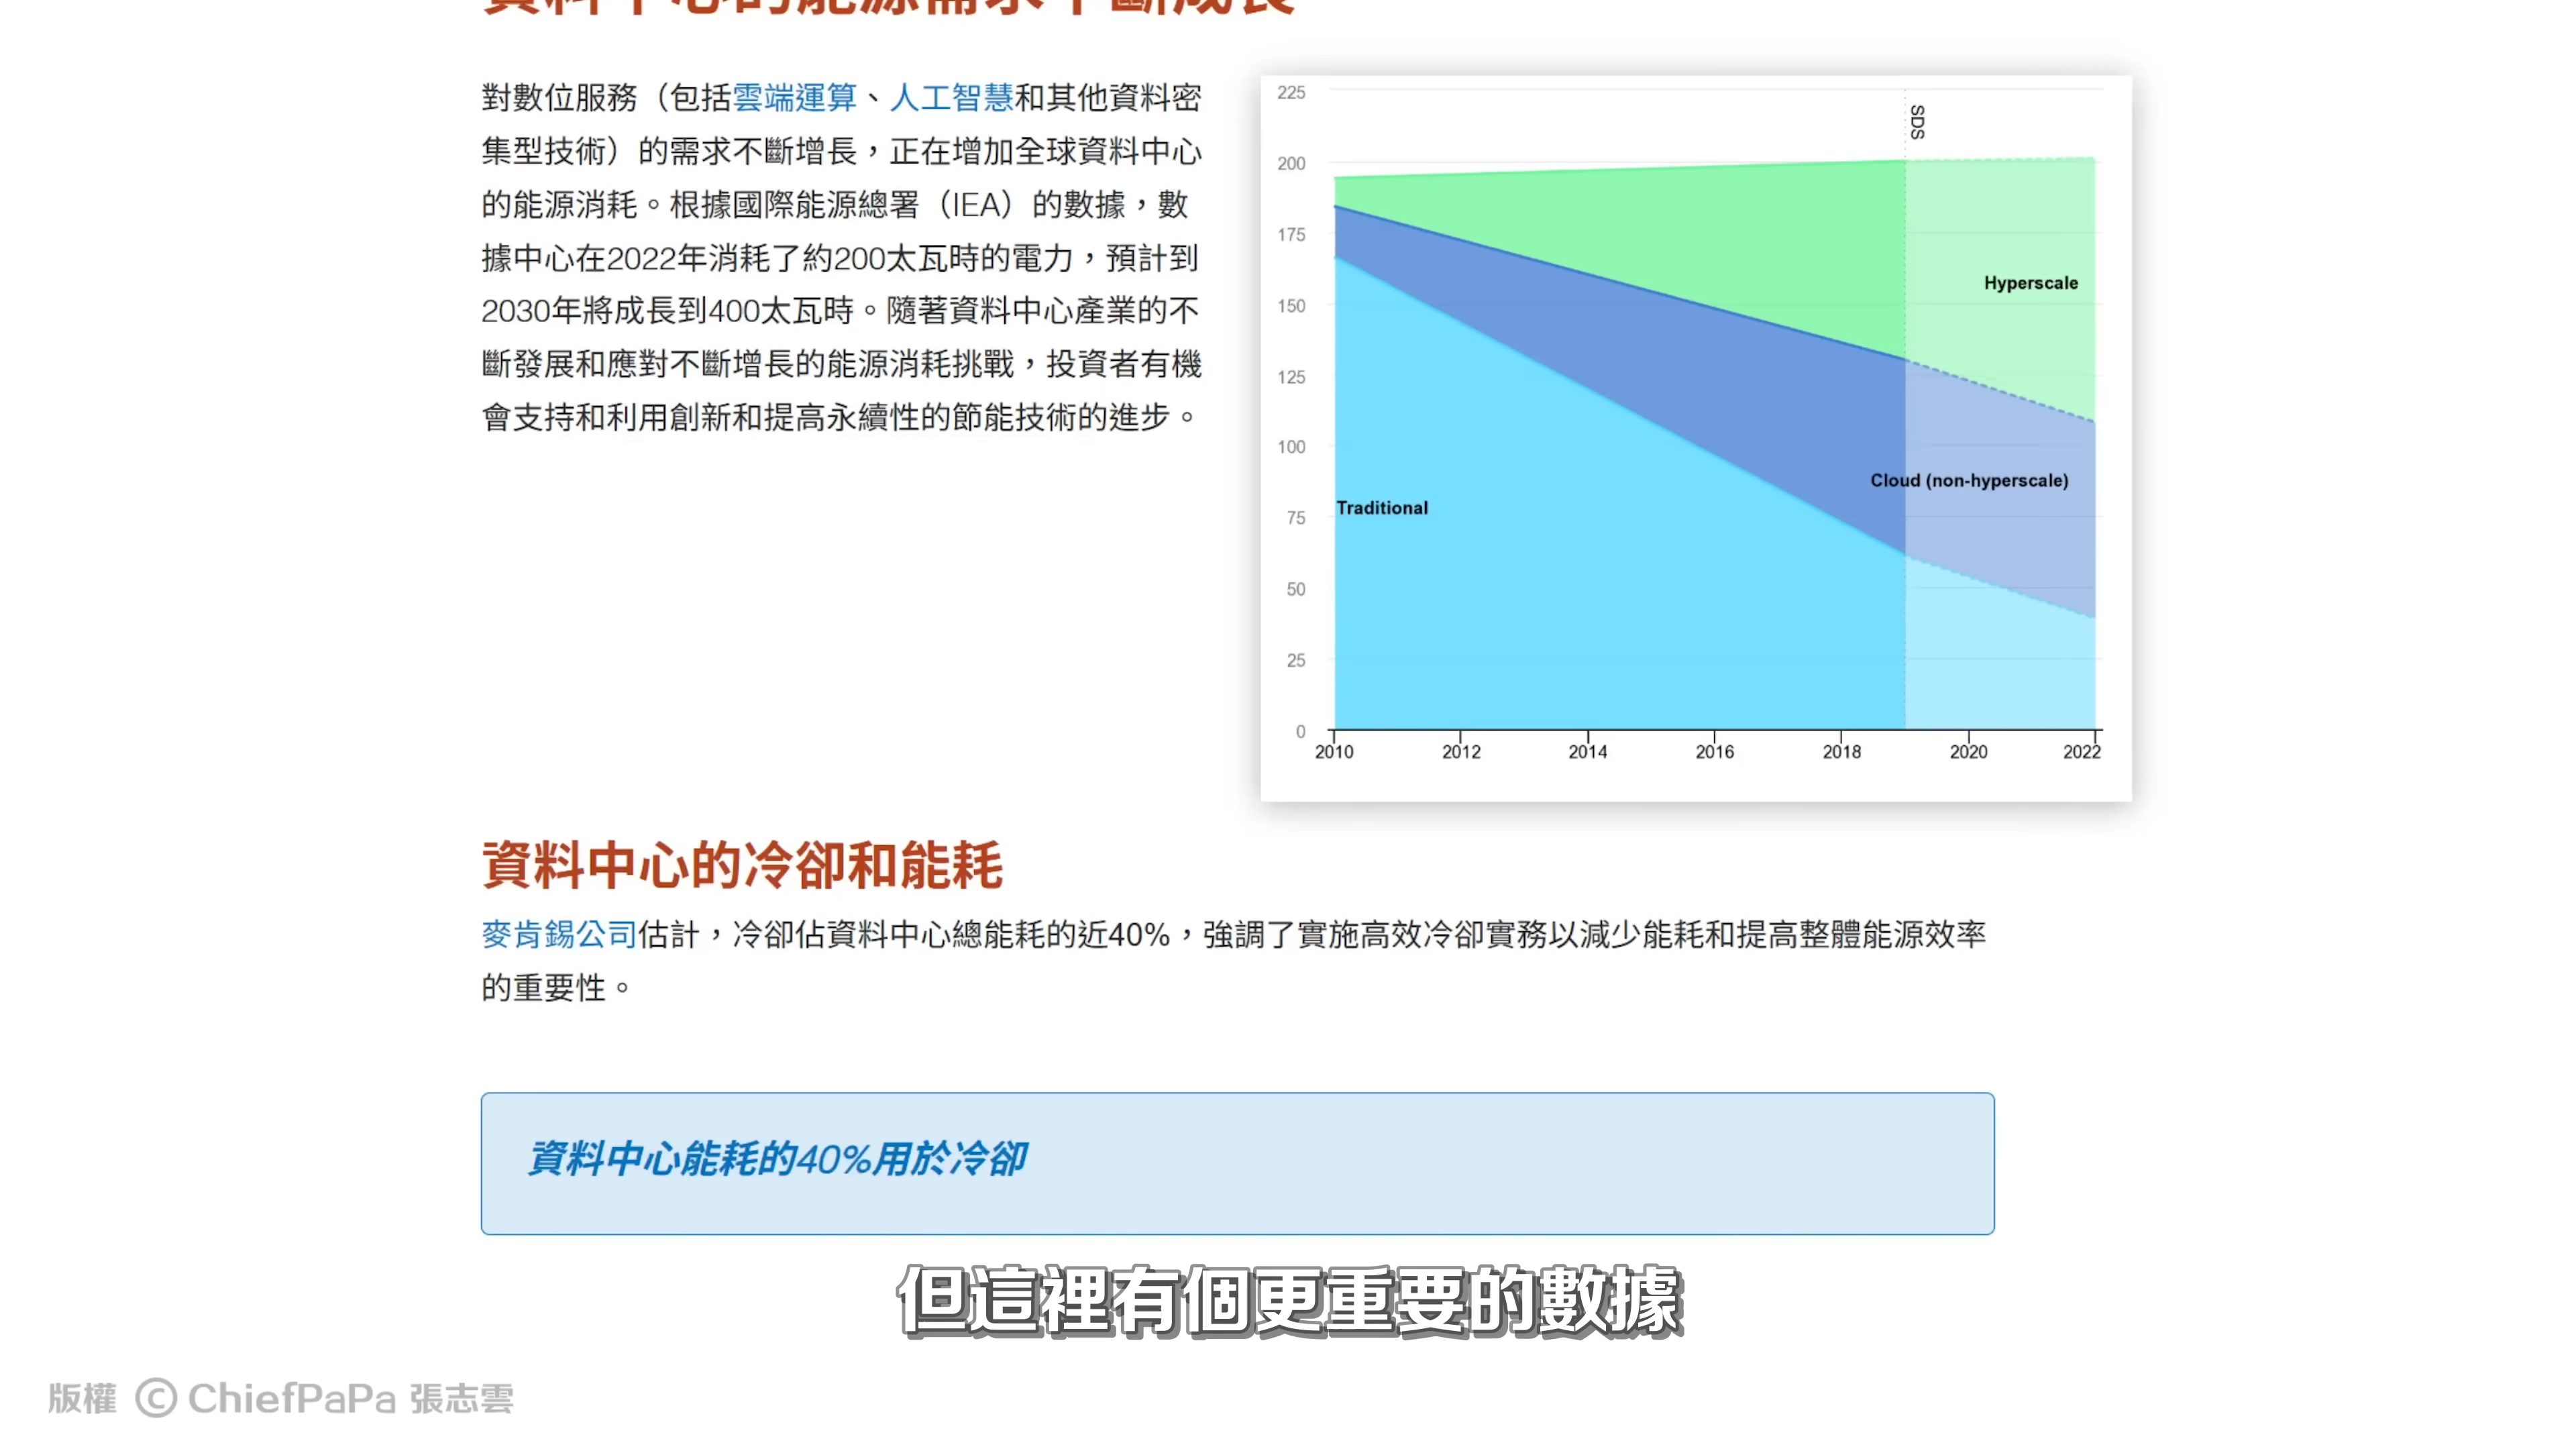 資料中心的能源需求不斷成長
對數位服務（包括雲端運算、人工智慧和其他資料密
集型技術）的需求不斷增長，正在增加全球資料中心
的能源消耗。根據國際能源總署（IEA）的數據，數
據中心在2022年消耗了約200太瓦時的電力，預計到
2030年將成長到400太瓦時。隨著資料中心產業的不
斷發展和應對不斷增長的能源消耗挑戰，投資者有機
會支持和利用創新和提高永續性的節能技術的進步。
225
SDS
200
175
Hyperscale
150
125
100
Cloud (non-hyperscale)
Traditional
75
50
25
0
2010 2012 2014 2016 2018 2020 2022
資料中心的冷卻和能耗
麥肯錫公司估計，冷卻佔資料中心總能耗的近40%，強調了實施高效冷卻實務以減少能耗和提高整體能源效率
的重要性。
資料中心能耗的40%用於冷卻
但這裡有個更重要的數據
版權 © ChiefPaPa 張志雲